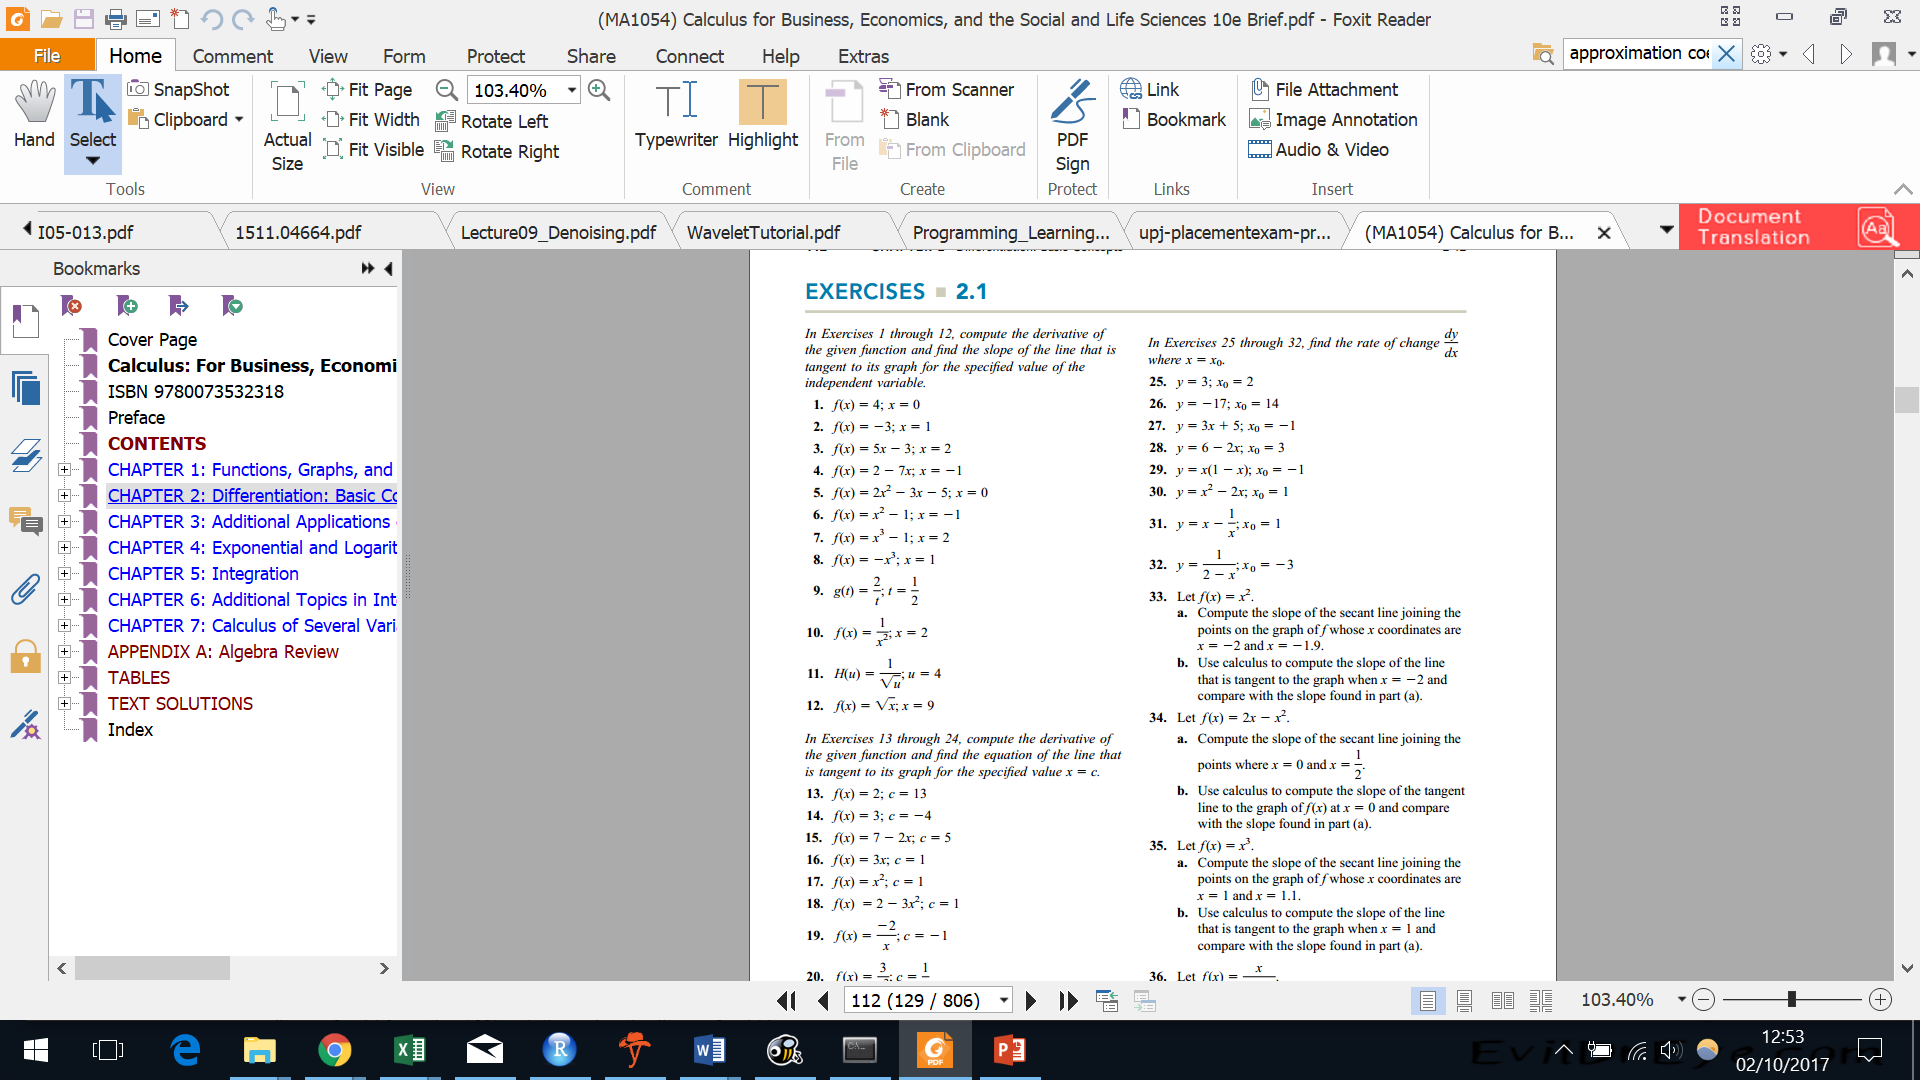 (MA1054) Calculus for Business, Economics, and the Social and Life Sciences 10e Brief.pdf - Foxit Reader
File Home Comment View Form Protect Share Connect Help Extras
approximation coe
Hand
Select
SnapShot
Clipboard
Tools
Actual Size
Fit Page
Fit Width
Fit Visible
103.40%
Rotate Left
Rotate Right
View
Typewriter
Highlight
Comment
From File
From Scanner
Blank
From Clipboard
Create
PDF Sign
Protect
Link
Bookmark
Links
File Attachment
Image Annotation
Audio & Video
Insert
I05-013.pdf
1511.04664.pdf
Lecture09_Denoising.pdf
WaveletTutorial.pdf
Programming_Learning...
upj-placementexam-pr...
(MA1054) Calculus for B...
Document Translation
Bookmarks
Cover Page
Calculus: For Business, Economi
ISBN 9780073532318
Preface
CONTENTS
CHAPTER 1: Functions, Graphs, and
CHAPTER 2: Differentiation: Basic Co
CHAPTER 3: Additional Applications
CHAPTER 4: Exponential and Logarit
CHAPTER 5: Integration
CHAPTER 6: Additional Topics in Int
CHAPTER 7: Calculus of Several Vari
APPENDIX A: Algebra Review
TABLES
TEXT SOLUTIONS
Index
EXERCISES ■ 2.1
In Exercises 1 through 12, compute the derivative of
the given function and find the slope of the line that is
tangent to its graph for the specified value of the
independent variable.
1. f(x) = 4; x = 0
2. f(x) = −3; x = 1
3. f(x) = 5x − 3; x = 2
4. f(x) = 2 − 7x; x = −1
5. f(x) = 2x² − 3x − 5; x = 0
6. f(x) = x² − 1; x = −1
7. f(x) = x³ − 1; x = 2
8. f(x) = −x³; x = 1
9. g(t) = 2/t; t = 1/2
10. f(x) = 1/x²; x = 2
11. H(u) = 1/√u; u = 4
12. f(x) = √x; x = 9
In Exercises 13 through 24, compute the derivative of
the given function and find the equation of the line that
is tangent to its graph for the specified value x = c.
13. f(x) = 2; c = 13
14. f(x) = 3; c = −4
15. f(x) = 7 − 2x; c = 5
16. f(x) = 3x; c = 1
17. f(x) = x²; c = 1
18. f(x) = 2 − 3x²; c = 1
19. f(x) = −2/x; c = −1
20. f(x) = 3 ; c = 1
In Exercises 25 through 32, find the rate of change dy/dx
where x = x₀.
25. y = 3; x₀ = 2
26. y = −17; x₀ = 14
27. y = 3x + 5; x₀ = −1
28. y = 6 − 2x; x₀ = 3
29. y = x(1 − x); x₀ = −1
30. y = x² − 2x; x₀ = 1
31. y = x − 1/x; x₀ = 1
32. y = 1/(2 − x); x₀ = −3
33. Let f(x) = x².
a. Compute the slope of the secant line joining the
points on the graph of f whose x coordinates are
x = −2 and x = −1.9.
b. Use calculus to compute the slope of the line
that is tangent to the graph when x = −2 and
compare with the slope found in part (a).
34. Let f(x) = 2x − x².
a. Compute the slope of the secant line joining the
points where x = 0 and x = 1/2.
b. Use calculus to compute the slope of the tangent
line to the graph of f(x) at x = 0 and compare
with the slope found in part (a).
35. Let f(x) = x³.
a. Compute the slope of the secant line joining the
points on the graph of f whose x coordinates are
x = 1 and x = 1.1.
b. Use calculus to compute the slope of the line
that is tangent to the graph when x = 1 and
compare with the slope found in part (a).
36. Let f(x) = x
112 (129 / 806)
103.40%
12:53
02/10/2017